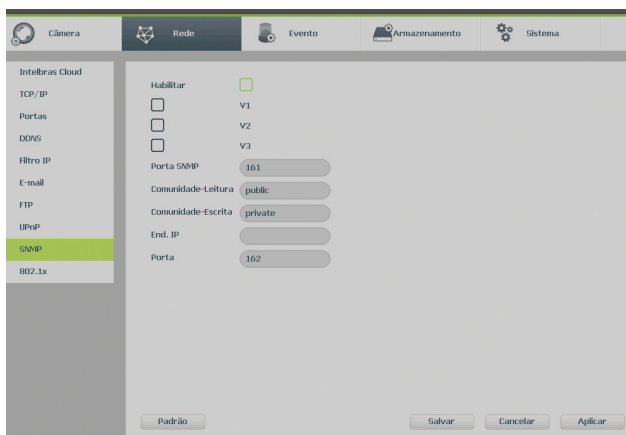 Câmera Rede Evento Armazenamento Sistema
Intelbras Cloud
TCP/IP
Portas
DDNS
Filtro IP
E-mail
FTP
UPnP
SNMP
802.1x
Habilitar
V1
V2
V3
Porta SNMP 161
Comunidade-Leitura public
Comunidade-Escrita private
End. IP
Porta 162
Padrão Salvar Cancelar Aplicar